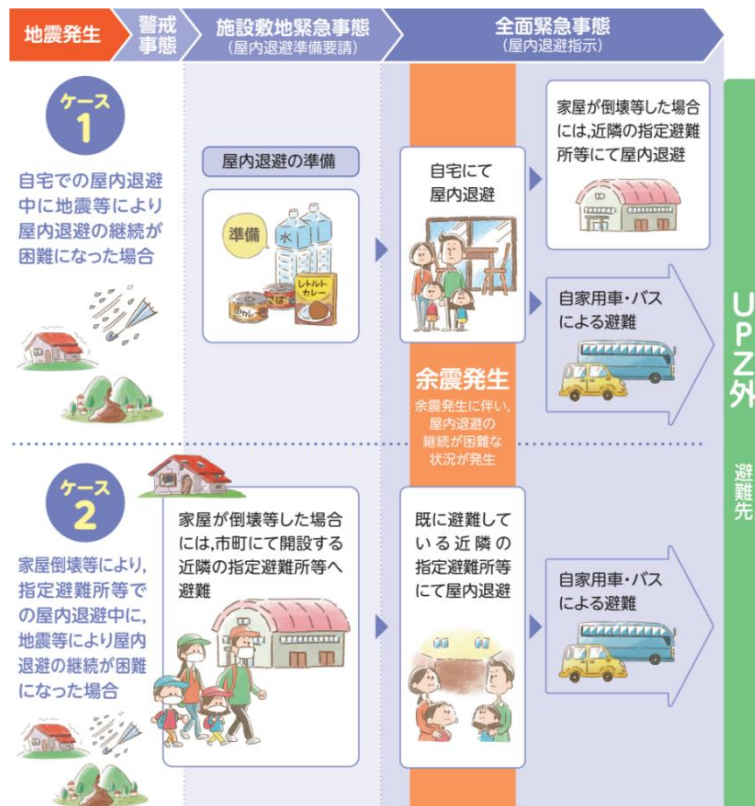 地震発生
警戒
事態
施設敷地緊急事態
(屋内退避準備要請)
全面緊急事態
(屋内退避指示)
ケース
1
自宅での屋内退避
中に地震等により
屋内退避の継続が
困難になった場合
屋内退避の準備
準備
水
レトルト
カレー
カレー
さば
自宅にて
屋内退避
家屋が倒壊等した場合
には,近隣の指定避難
所等にて屋内退避
自家用車・バス
による避難
余震発生
余震発生に伴い,
屋内退避の
継続が困難な
状況が発生
ケース
2
家屋倒壊等により,
指定避難所等で
の屋内退避中に,
地震等により屋内
退避の継続が困難
になった場合
家屋が倒壊等した場合
には,市町にて開設する
近隣の指定避難所等へ
避難
既に避難して
いる近隣の
指定避難所等
にて屋内退避
自家用車・バス
による避難
UPZ外
避難先